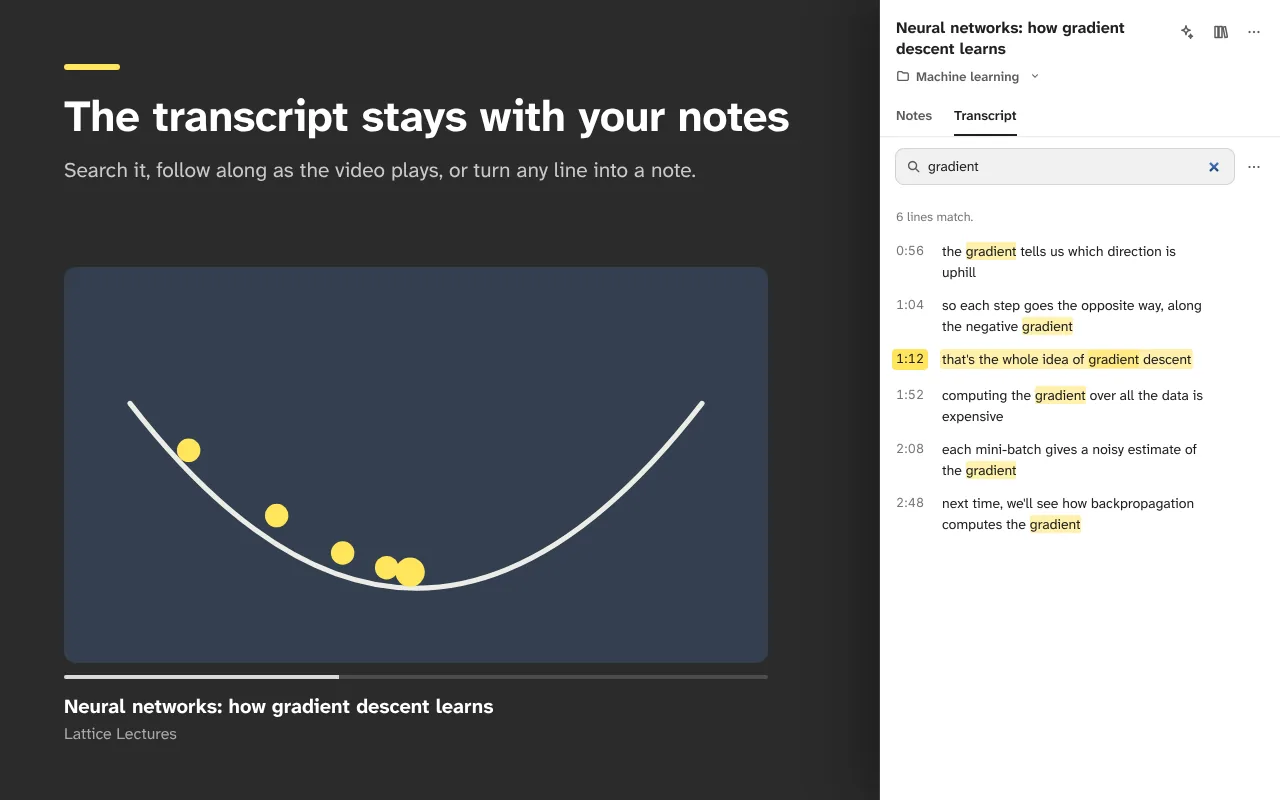 The transcript stays with your notes
Search it, follow along as the video plays, or turn any line into a note.
Neural networks: how gradient descent learns
Lattice Lectures
Neural networks: how gradient
descent learns
Machine learning
Notes
Transcript
gradient
6 lines match.
0:56 the gradient tells us which direction is
uphill
1:04 so each step goes the opposite way, along
the negative gradient
1:12 that's the whole idea of gradient descent
1:52 computing the gradient over all the data is
expensive
2:08 each mini-batch gives a noisy estimate of
the gradient
2:48 next time, we'll see how backpropagation
computes the gradient